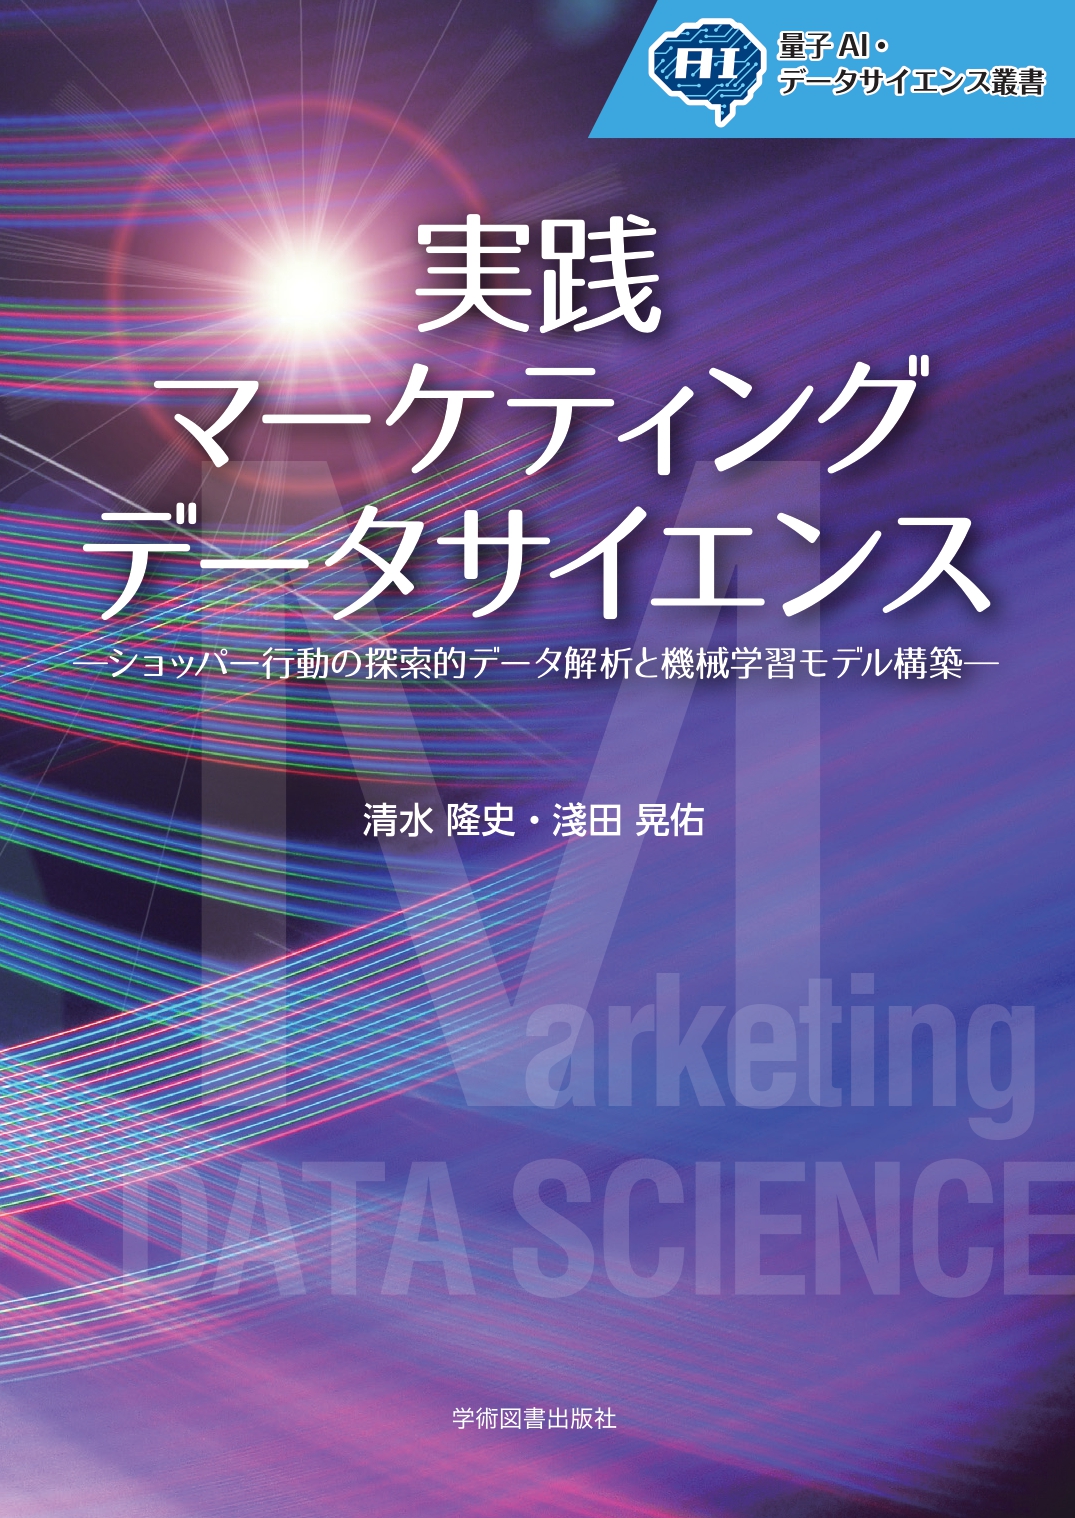 AI
量子 AI・
データサイエンス叢書
実践
マーケティング
データサイエンス
―ショッパー行動の探索的データ解析と機械学習モデル構築―
清水 隆史・淺田 晃佑
Marketing
DATA SCIENCE
学術図書出版社